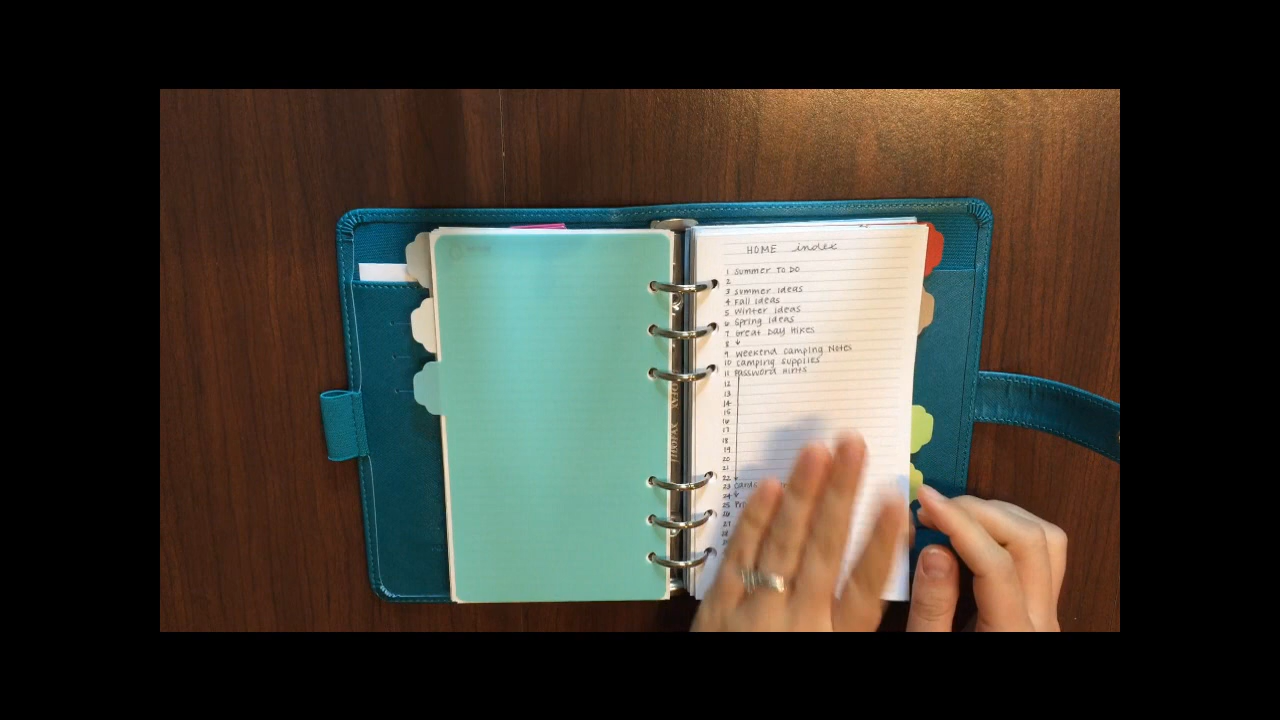 HOME index
1 Summer TO DO
2
3 Summer Ideas
4 Fall Ideas
5 Winter Ideas
6 Spring Ideas
7 Great Day Hikes
8 ↓
9 Weekend Camping Notes
10 Camping Supplies
11 Password Hints
12
13
14
15
16
17
18
19
20
21
22
23
24 ↓
25
26
27